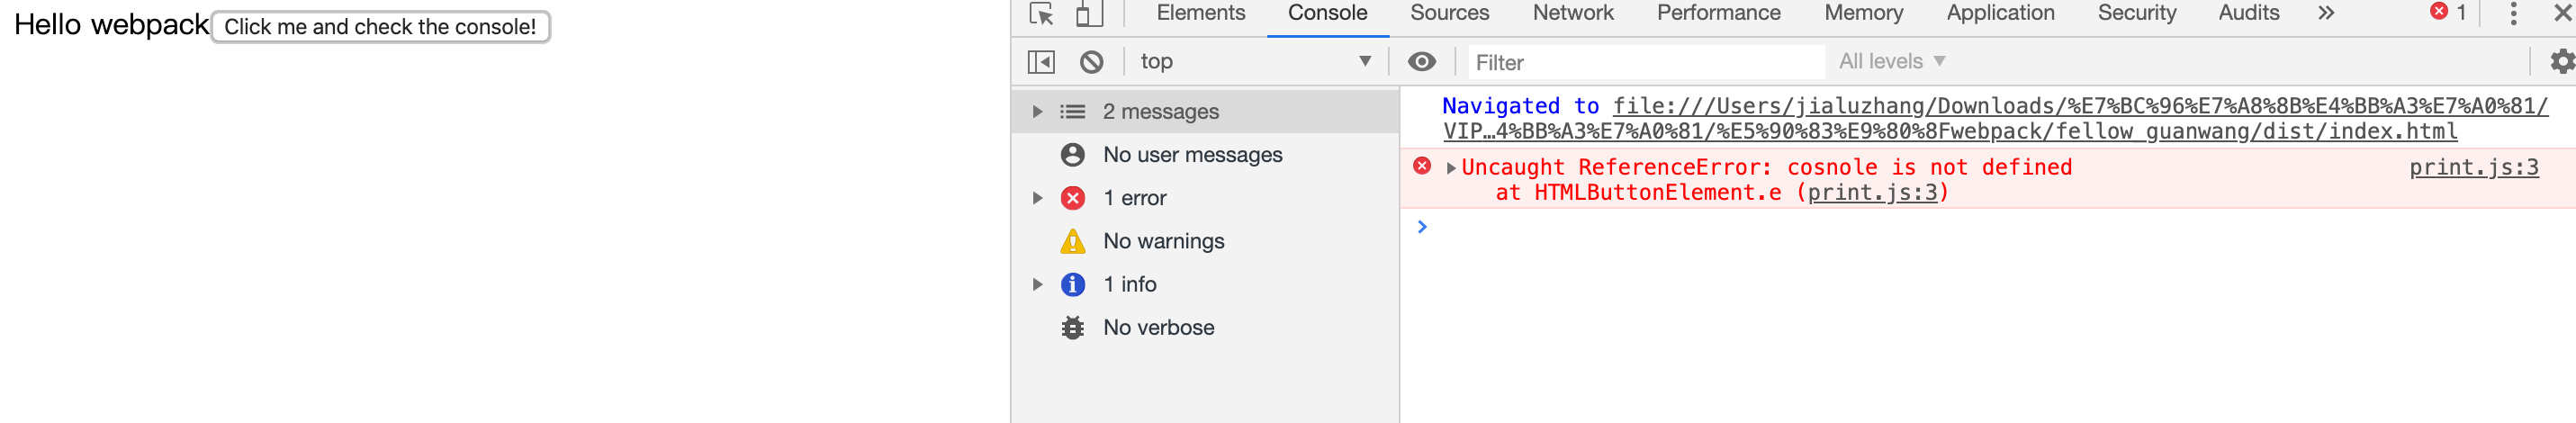 Hello webpack Click me and check the console!
Elements Console Sources Network Performance Memory Application Security Audits » 1
top Filter All levels
2 messages
No user messages
1 error
No warnings
1 info
No verbose
Navigated to file:///Users/jialuzhang/Downloads/%E7%BC%96%E7%A8%8B%E4%BB%A3%E7%A0%81/
VIP…4%BB%A3%E7%A0%81/%E5%90%83%E9%80%8Fwebpack/fellow_guanwang/dist/index.html
Uncaught ReferenceError: cosnole is not defined print.js:3
at HTMLButtonElement.e (print.js:3)